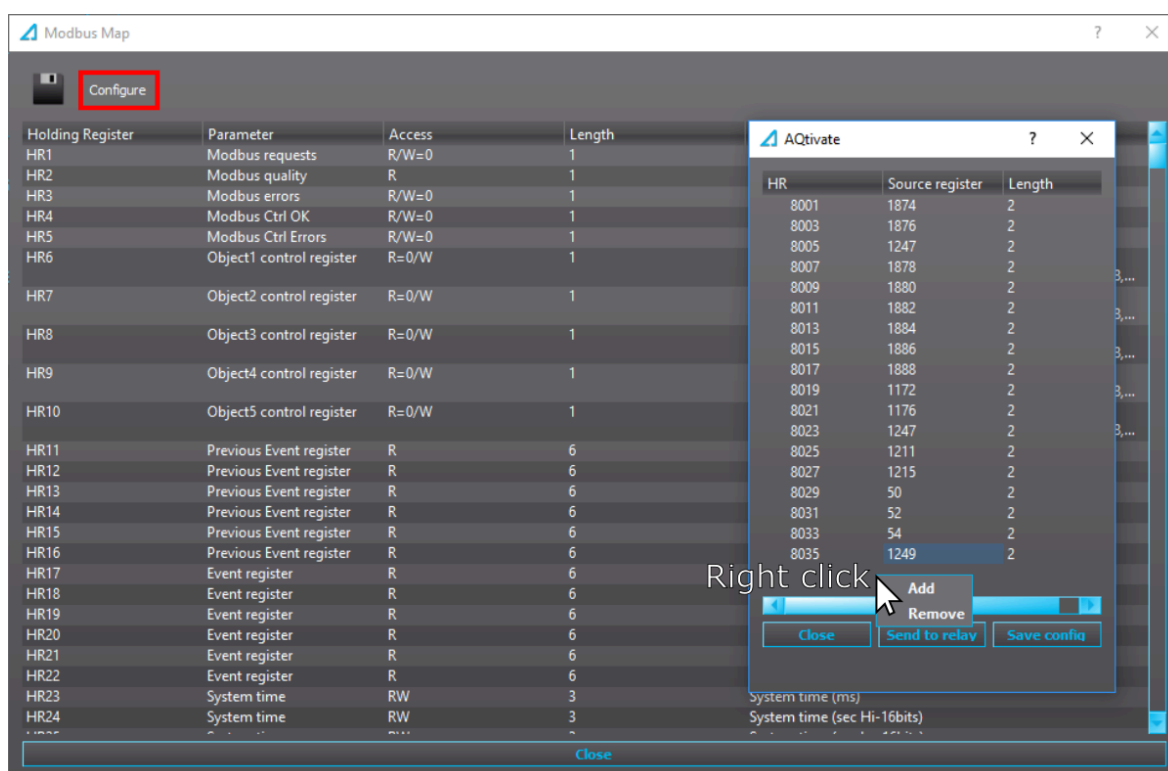 Modbus Map
Configure
Holding Register Parameter Access Length
HR1 Modbus requests R/W=0 1
HR2 Modbus quality R 1
HR3 Modbus errors R/W=0 1
HR4 Modbus Ctrl OK R/W=0 1
HR5 Modbus Ctrl Errors R/W=0 1
HR6 Object1 control register R=0/W 1
HR7 Object2 control register R=0/W 1
HR8 Object3 control register R=0/W 1
HR9 Object4 control register R=0/W 1
HR10 Object5 control register R=0/W 1
HR11 Previous Event register R 6
HR12 Previous Event register R 6
HR13 Previous Event register R 6
HR14 Previous Event register R 6
HR15 Previous Event register R 6
HR16 Previous Event register R 6
HR17 Event register R 6
HR18 Event register R 6
HR19 Event register R 6
HR20 Event register R 6
HR21 Event register R 6
HR22 Event register R 6
HR23 System time RW 3 System time (ms)
HR24 System time RW 3 System time (sec Hi-16bits)
Close
AQtivate
HR Source register Length
8001 1874 2
8003 1876 2
8005 1247 2
8007 1878 2
8009 1880 2
8011 1882 2
8013 1884 2
8015 1886 2
8017 1888 2
8019 1172 2
8021 1176 2
8023 1247 2
8025 1211 2
8027 1215 2
8029 50 2
8031 52 2
8033 54 2
8035 1249 2
Right click
Add
Remove
Close Send to relay Save config